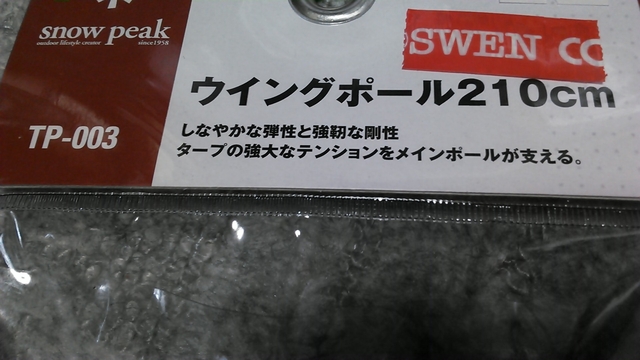 snow peak
outdoor lifestyle creator since1958
SWEN CO
ウイングポール210cm
TP-003
しなやかな弾性と強靭な剛性
タープの強大なテンションをメインポールが支える。